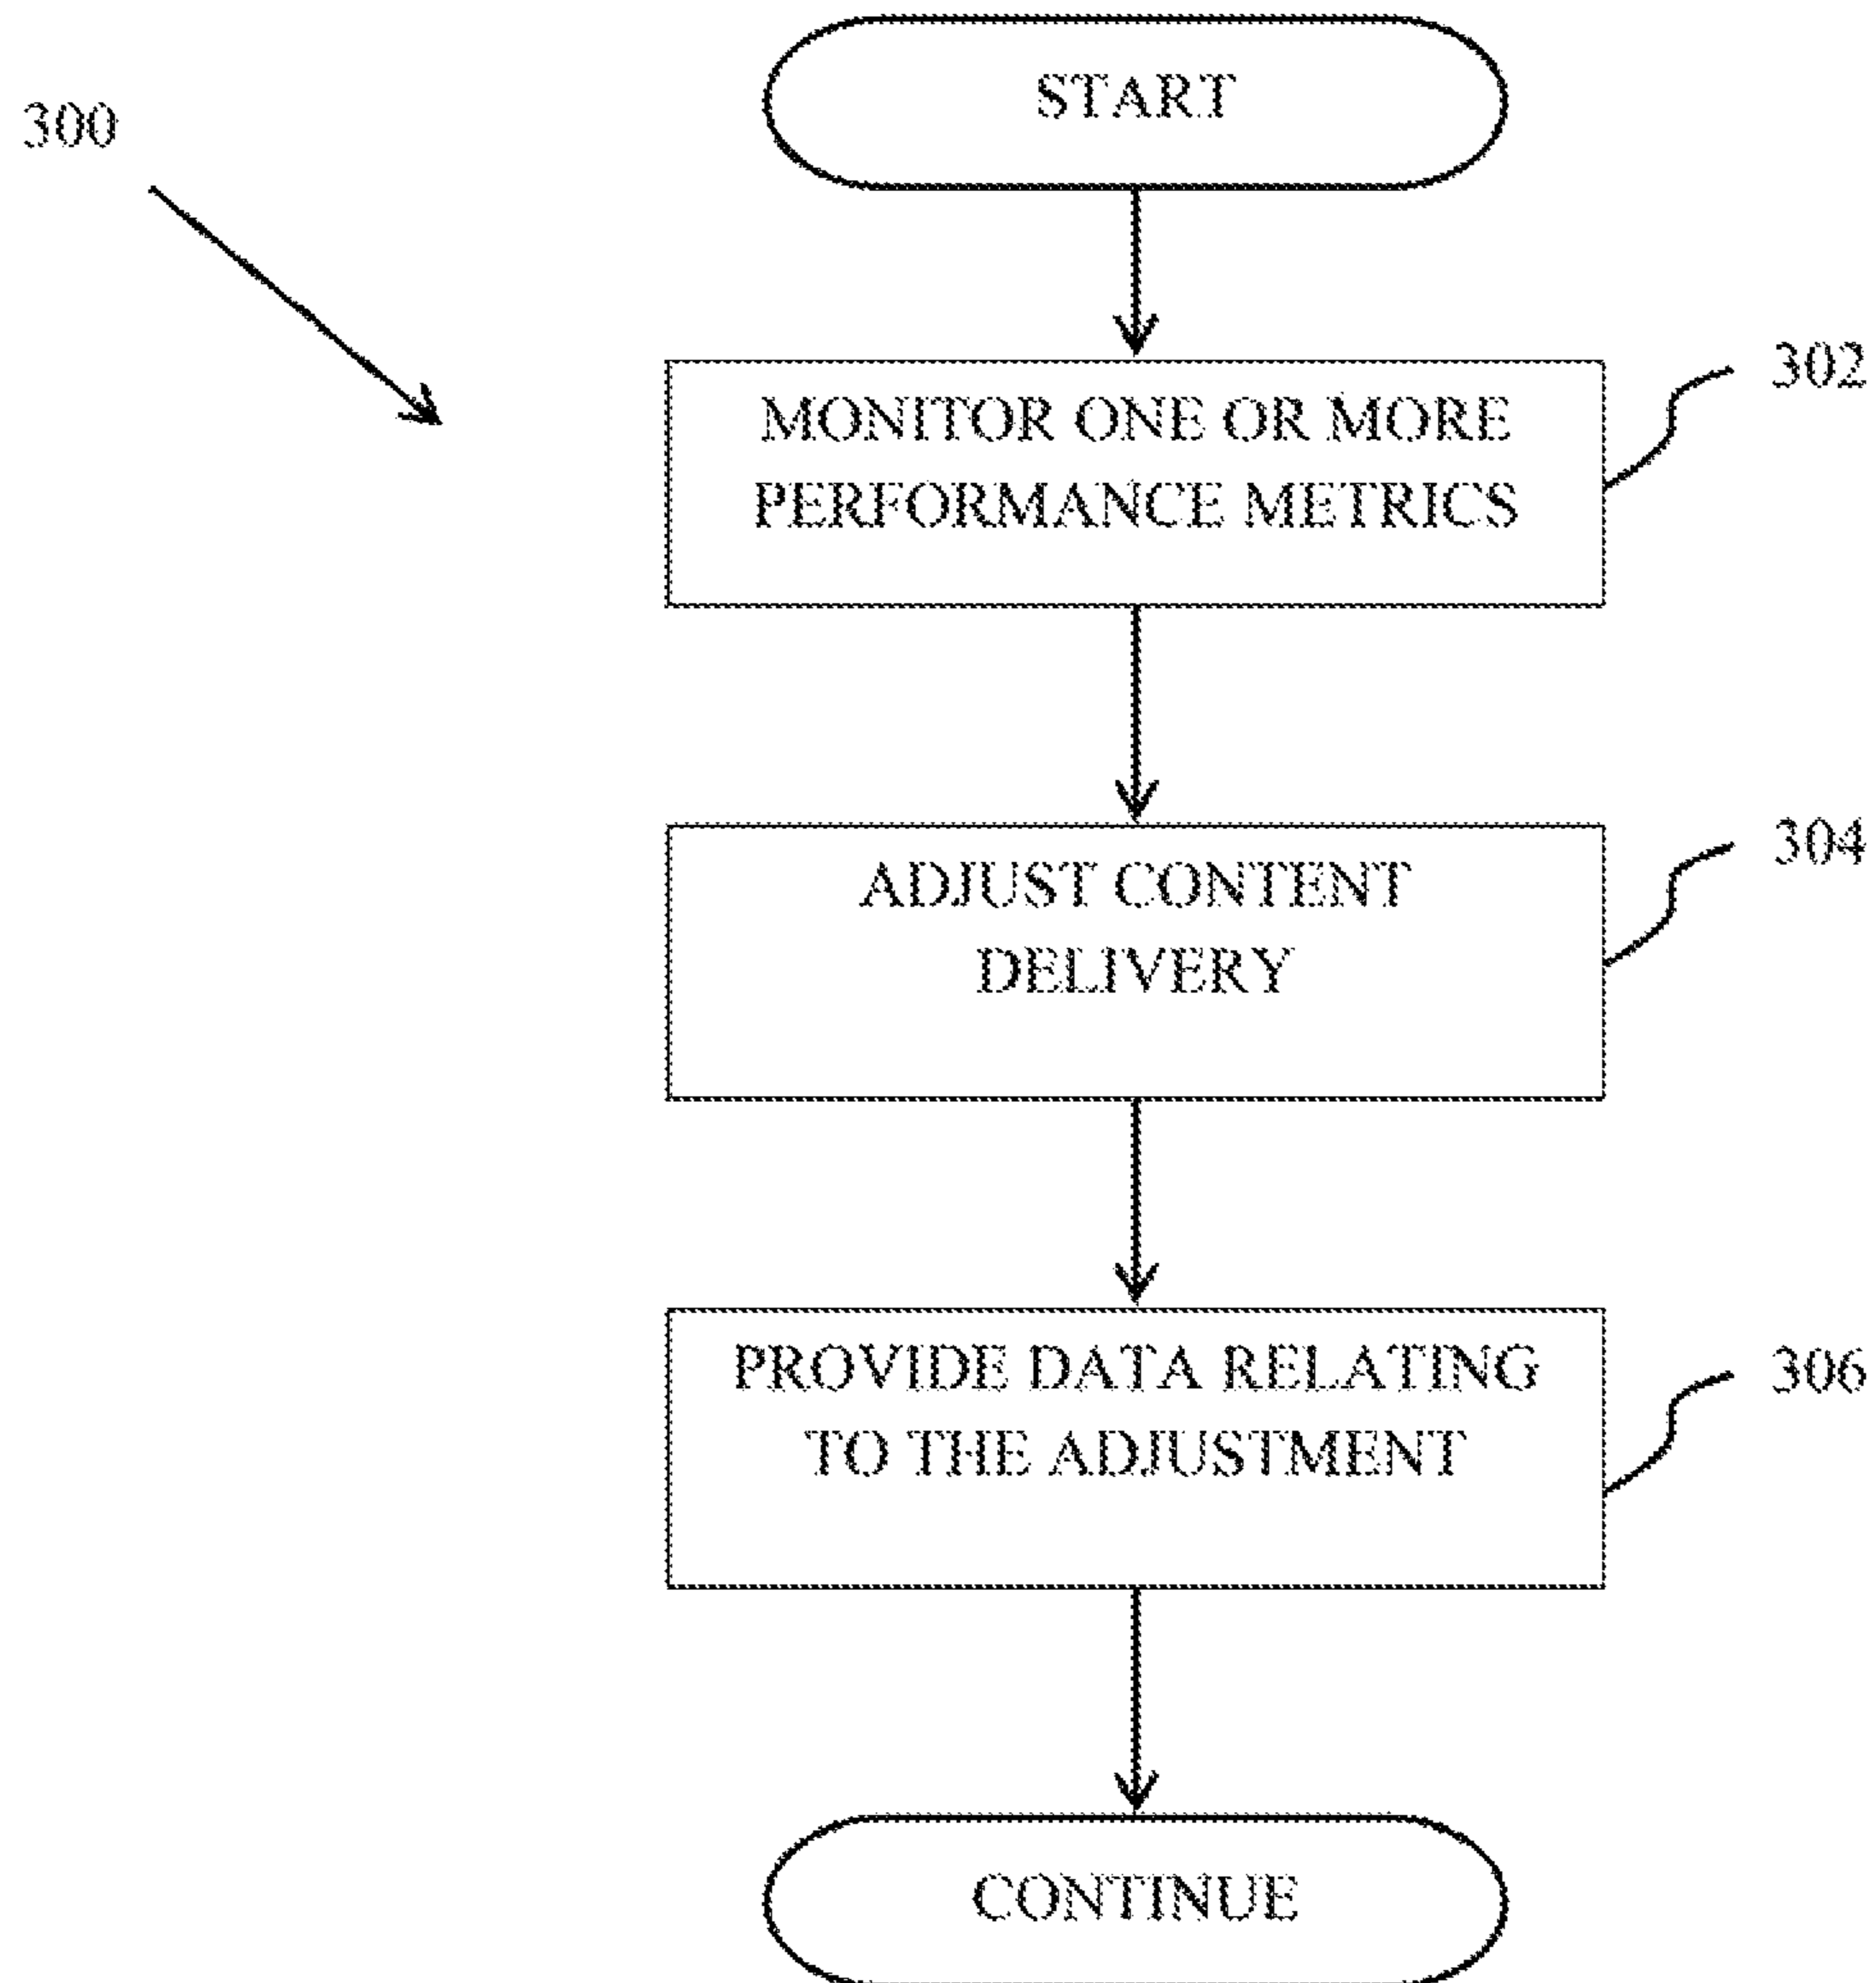 START
300
302
MONITOR ONE OR MORE
PERFORMANCE METRICS
304
ADJUST CONTENT
DELIVERY
306
PROVIDE DATA RELATING
TO THE ADJUSTMENT
CONTINUE